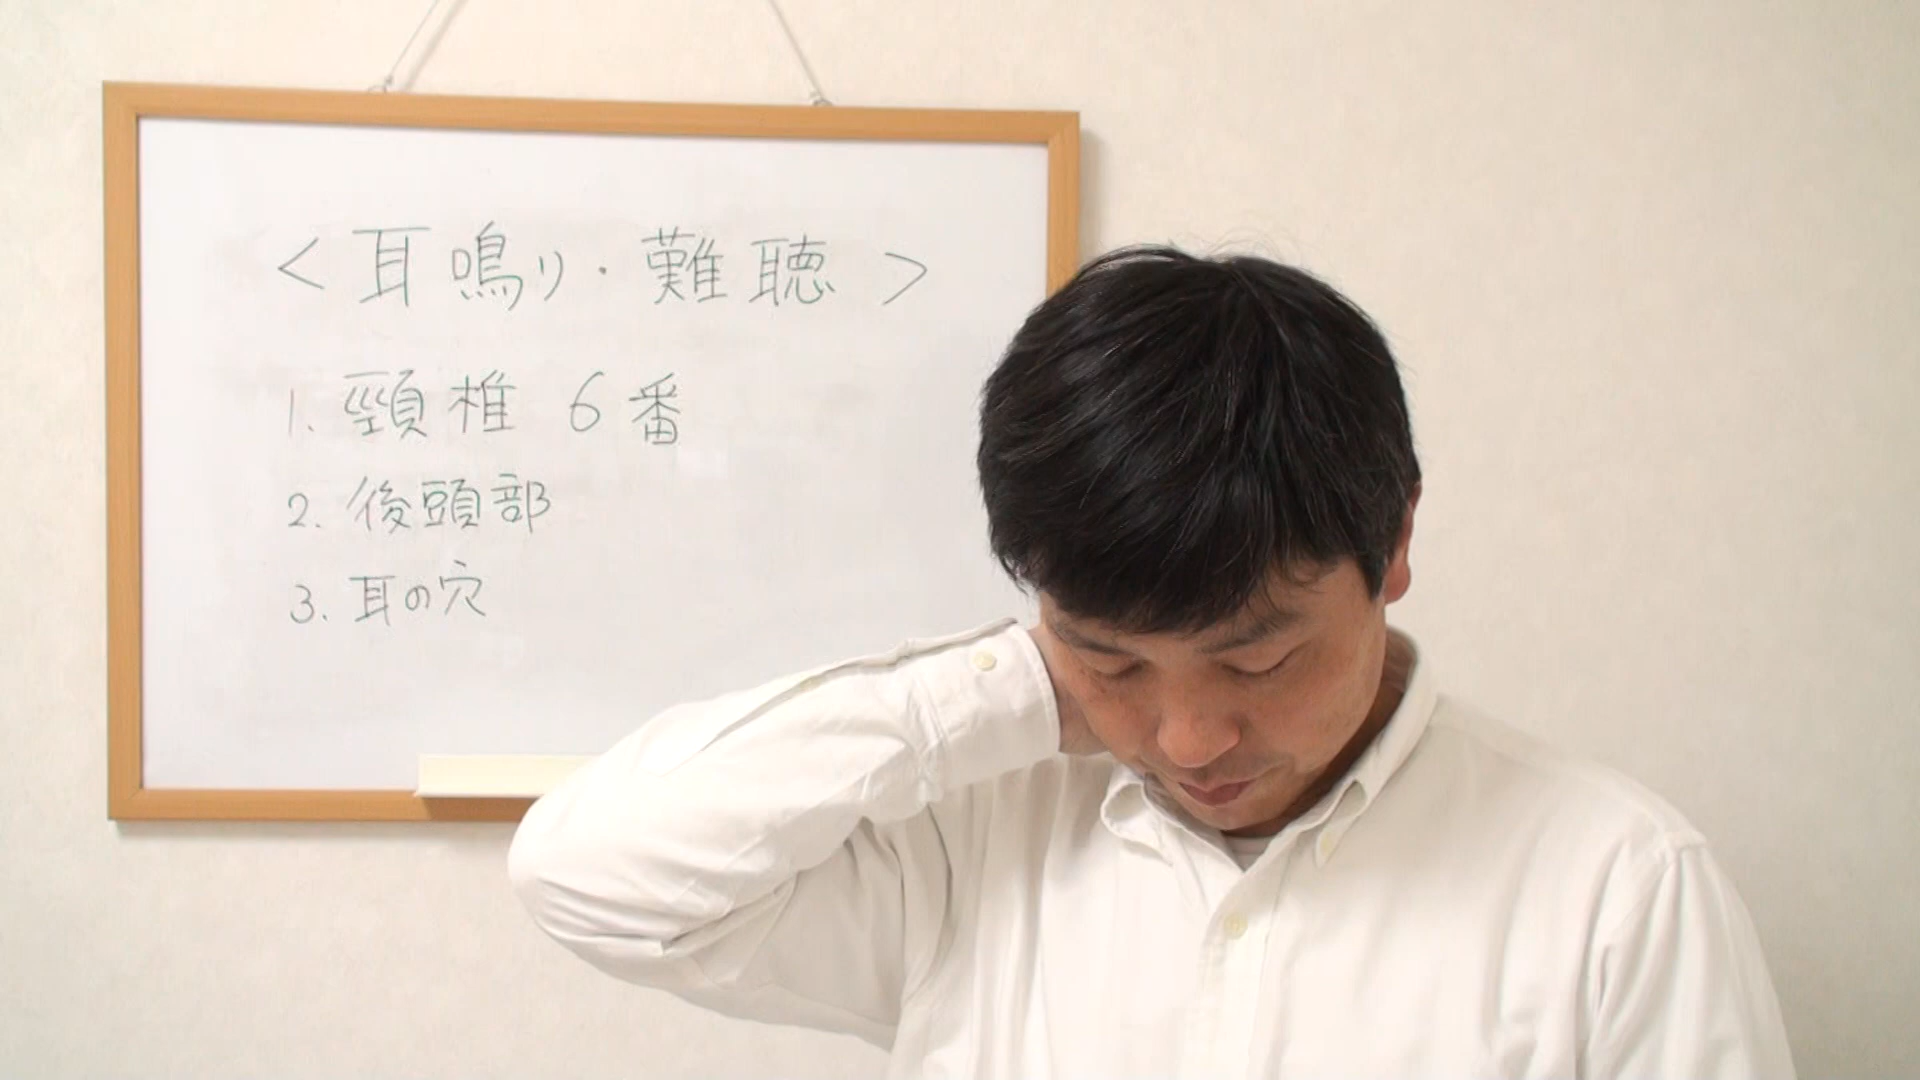 <耳鳴り・難聴>
1. 頸椎 6番
2. 後頭部
3. 耳の穴